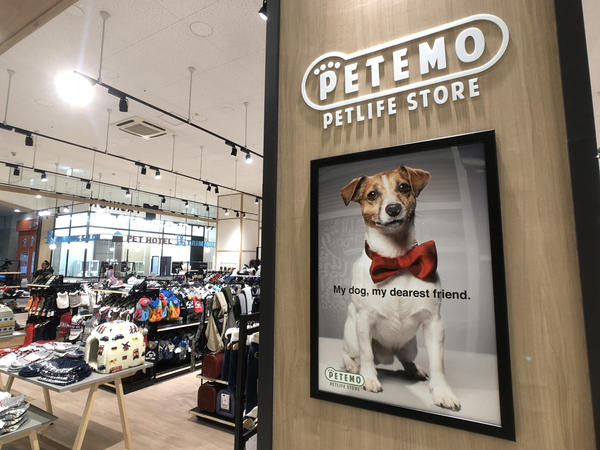 PETEMO
PETLIFE STORE
My dog, my dearest friend.
PETEMO
PETLIFE STORE
PET HOTEL